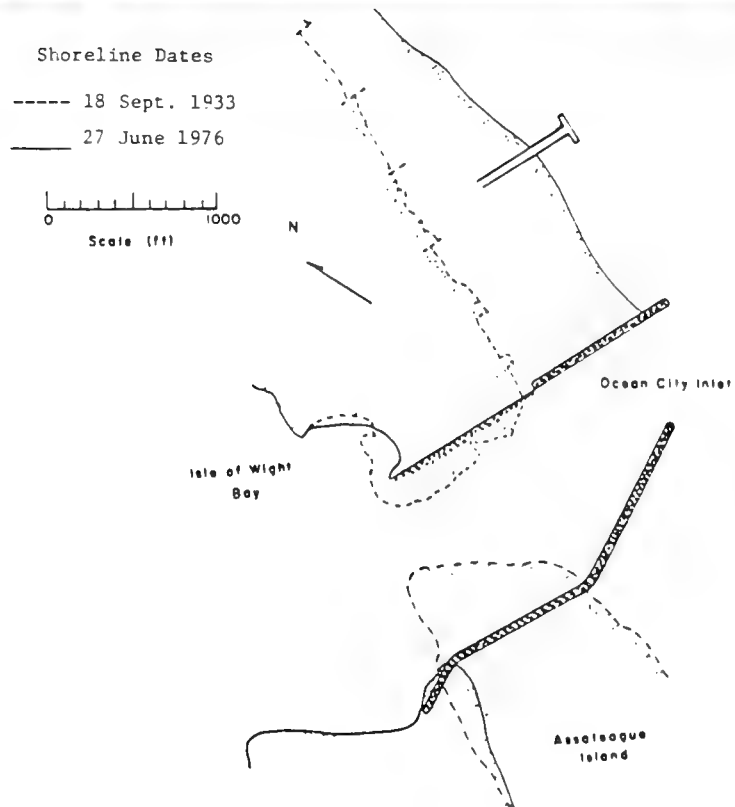 Shoreline Dates
18 Sept. 1933
27 June 1976
0 1000
Scale (ft)
N
Ocean City Inlet
Isle of Wight
Bay
Assateague
Island